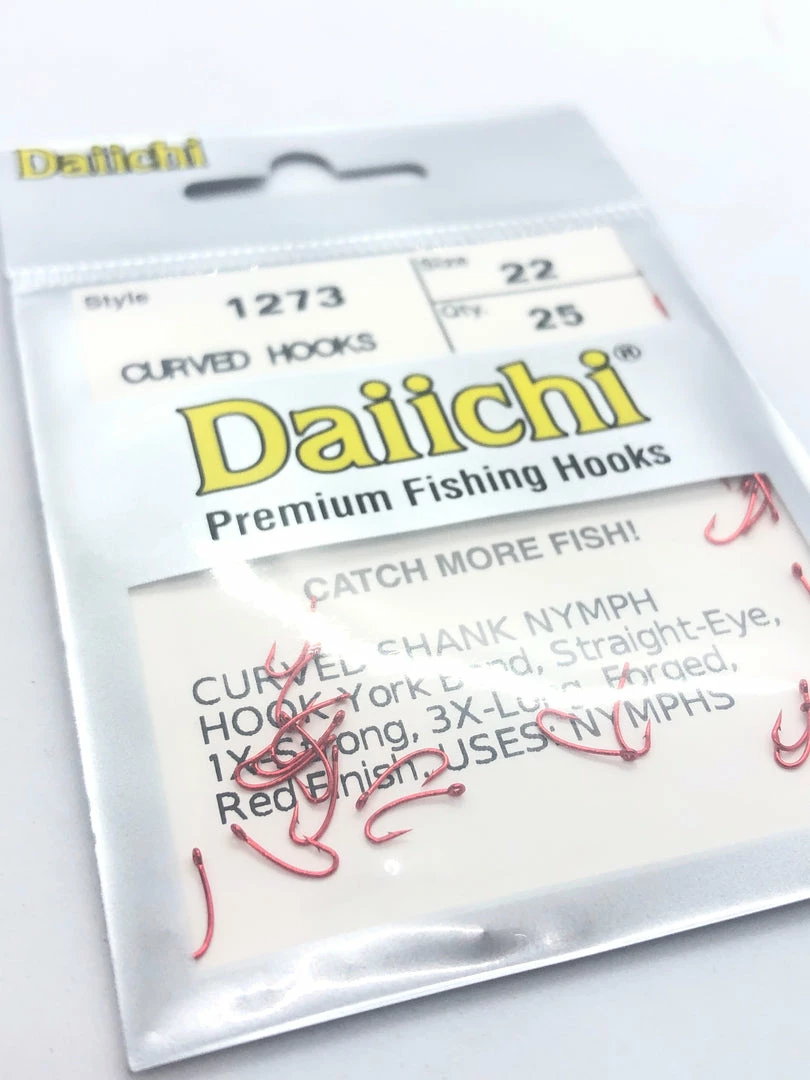 Daiichi
Style 1273
Size 22
Qty. 25
CURVED HOOKS
Daiichi®
Premium Fishing Hooks
CATCH MORE FISH!
CURVED SHANK NYMPH
HOOK York Bend, Straight-Eye,
1X-Strong, 3X-Long, Forged,
Red Finish, USES: NYMPHS